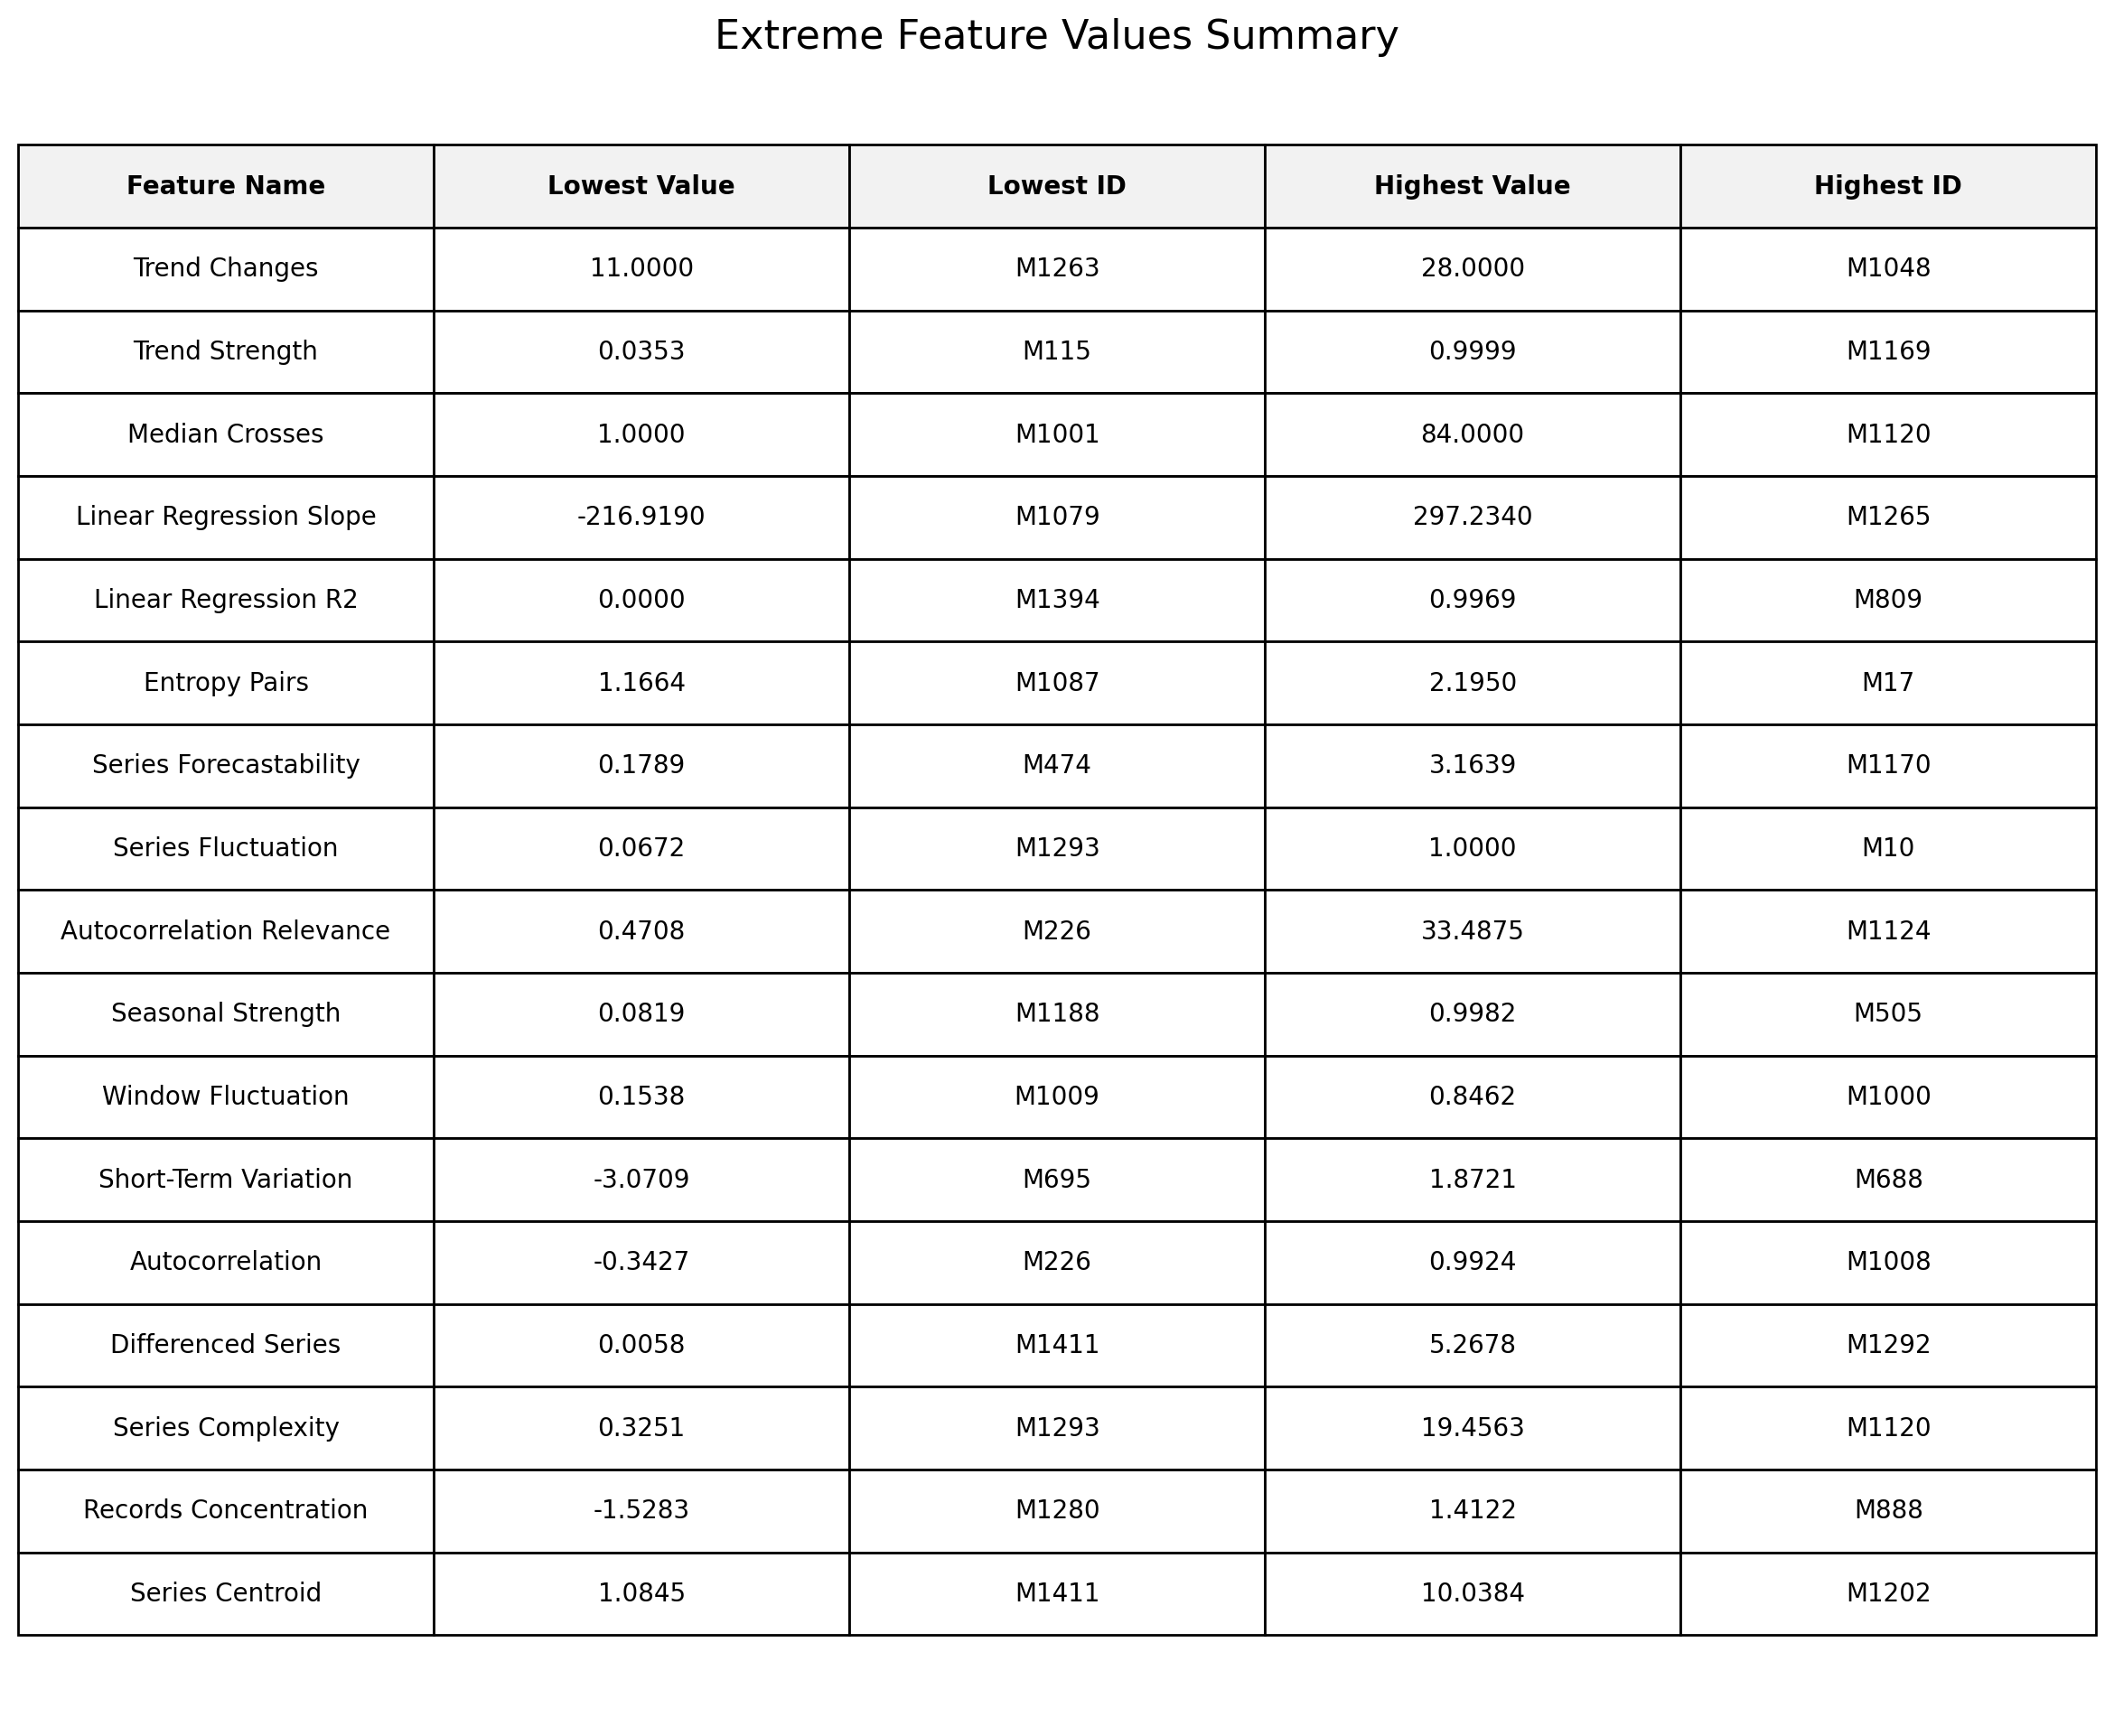 Extreme Feature Values Summary
Feature Name Lowest Value Lowest ID Highest Value Highest ID
Trend Changes 11.0000 M1263 28.0000 M1048
Trend Strength 0.0353 M115 0.9999 M1169
Median Crosses 1.0000 M1001 84.0000 M1120
Linear Regression Slope -216.9190 M1079 297.2340 M1265
Linear Regression R2 0.0000 M1394 0.9969 M809
Entropy Pairs 1.1664 M1087 2.1950 M17
Series Forecastability 0.1789 M474 3.1639 M1170
Series Fluctuation 0.0672 M1293 1.0000 M10
Autocorrelation Relevance 0.4708 M226 33.4875 M1124
Seasonal Strength 0.0819 M1188 0.9982 M505
Window Fluctuation 0.1538 M1009 0.8462 M1000
Short-Term Variation -3.0709 M695 1.8721 M688
Autocorrelation -0.3427 M226 0.9924 M1008
Differenced Series 0.0058 M1411 5.2678 M1292
Series Complexity 0.3251 M1293 19.4563 M1120
Records Concentration -1.5283 M1280 1.4122 M888
Series Centroid 1.0845 M1411 10.0384 M1202